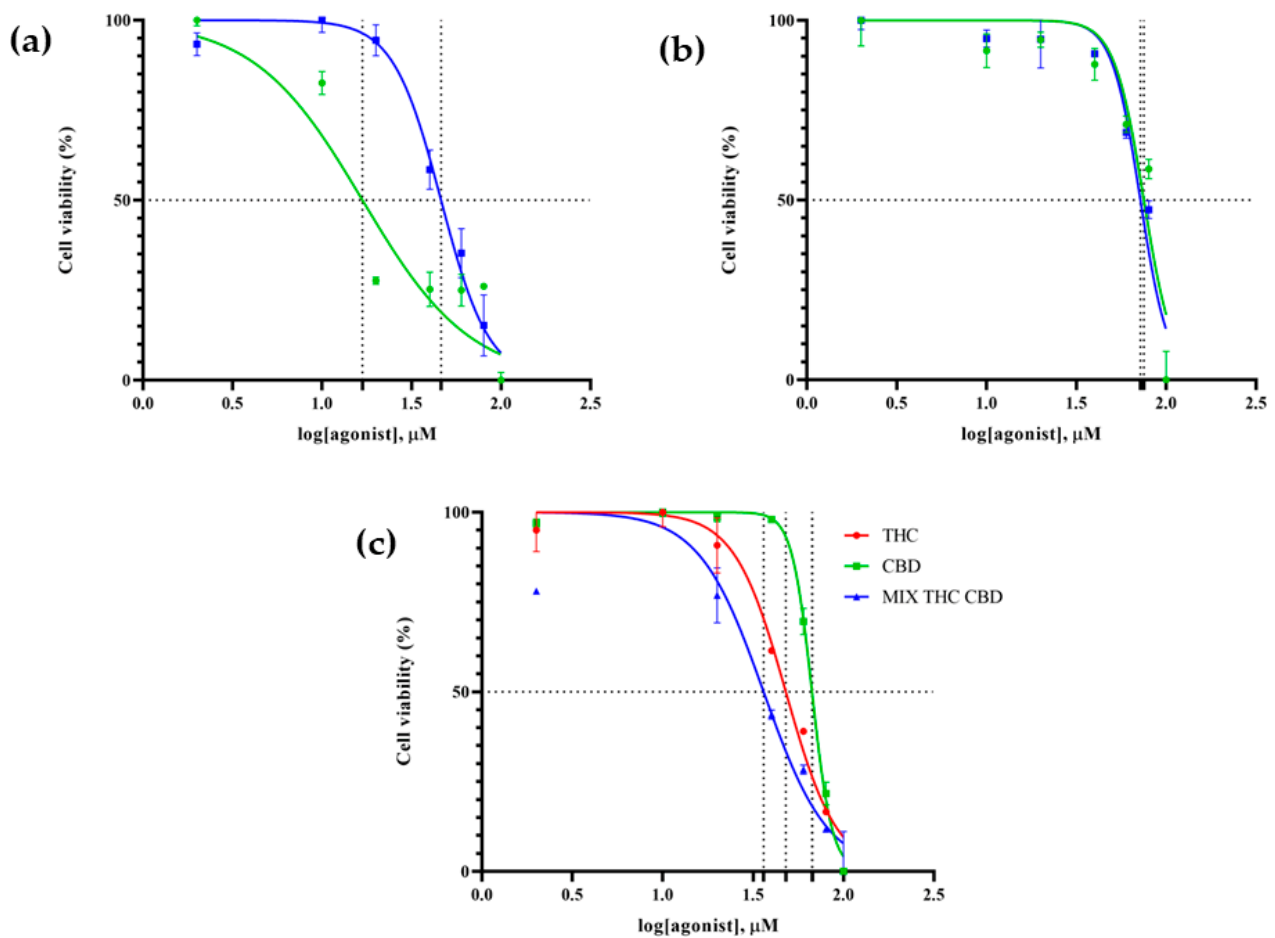 (a)
100
50
0
Cell viability (%)
0.0 0.5 1.0 1.5 2.0 2.5
log[agonist], μM
(b)
100
50
0
Cell viability (%)
0.0 0.5 1.0 1.5 2.0 2.5
log[agonist], μM
(c)
100
50
0
Cell viability (%)
0.0 0.5 1.0 1.5 2.0 2.5
log[agonist], μM
THC
CBD
MIX THC CBD